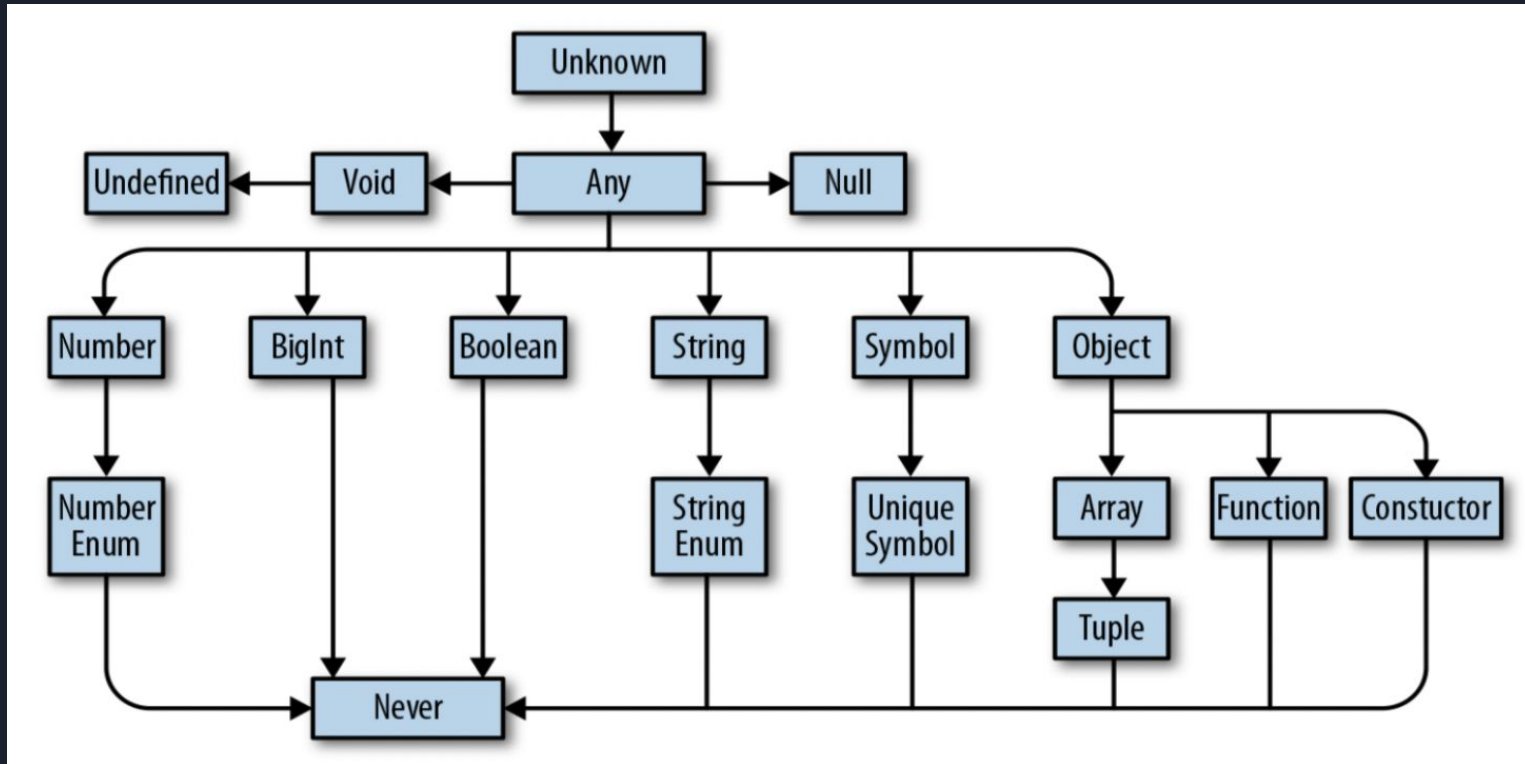 Unknown
Undefined
Void
Any
Null
Number
BigInt
Boolean
String
Symbol
Object
Number
Enum
String
Enum
Unique
Symbol
Array
Function
Constuctor
Tuple
Never